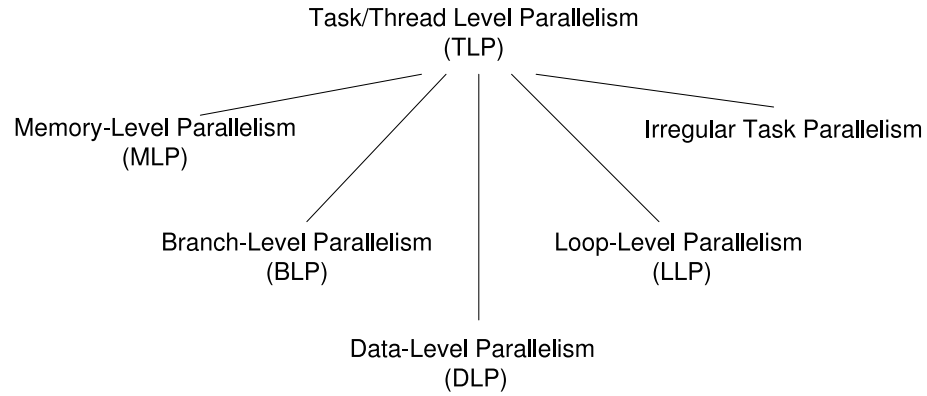 Task/Thread Level Parallelism
(TLP)
Memory-Level Parallelism
(MLP)
Irregular Task Parallelism
Branch-Level Parallelism
(BLP)
Loop-Level Parallelism
(LLP)
Data-Level Parallelism
(DLP)